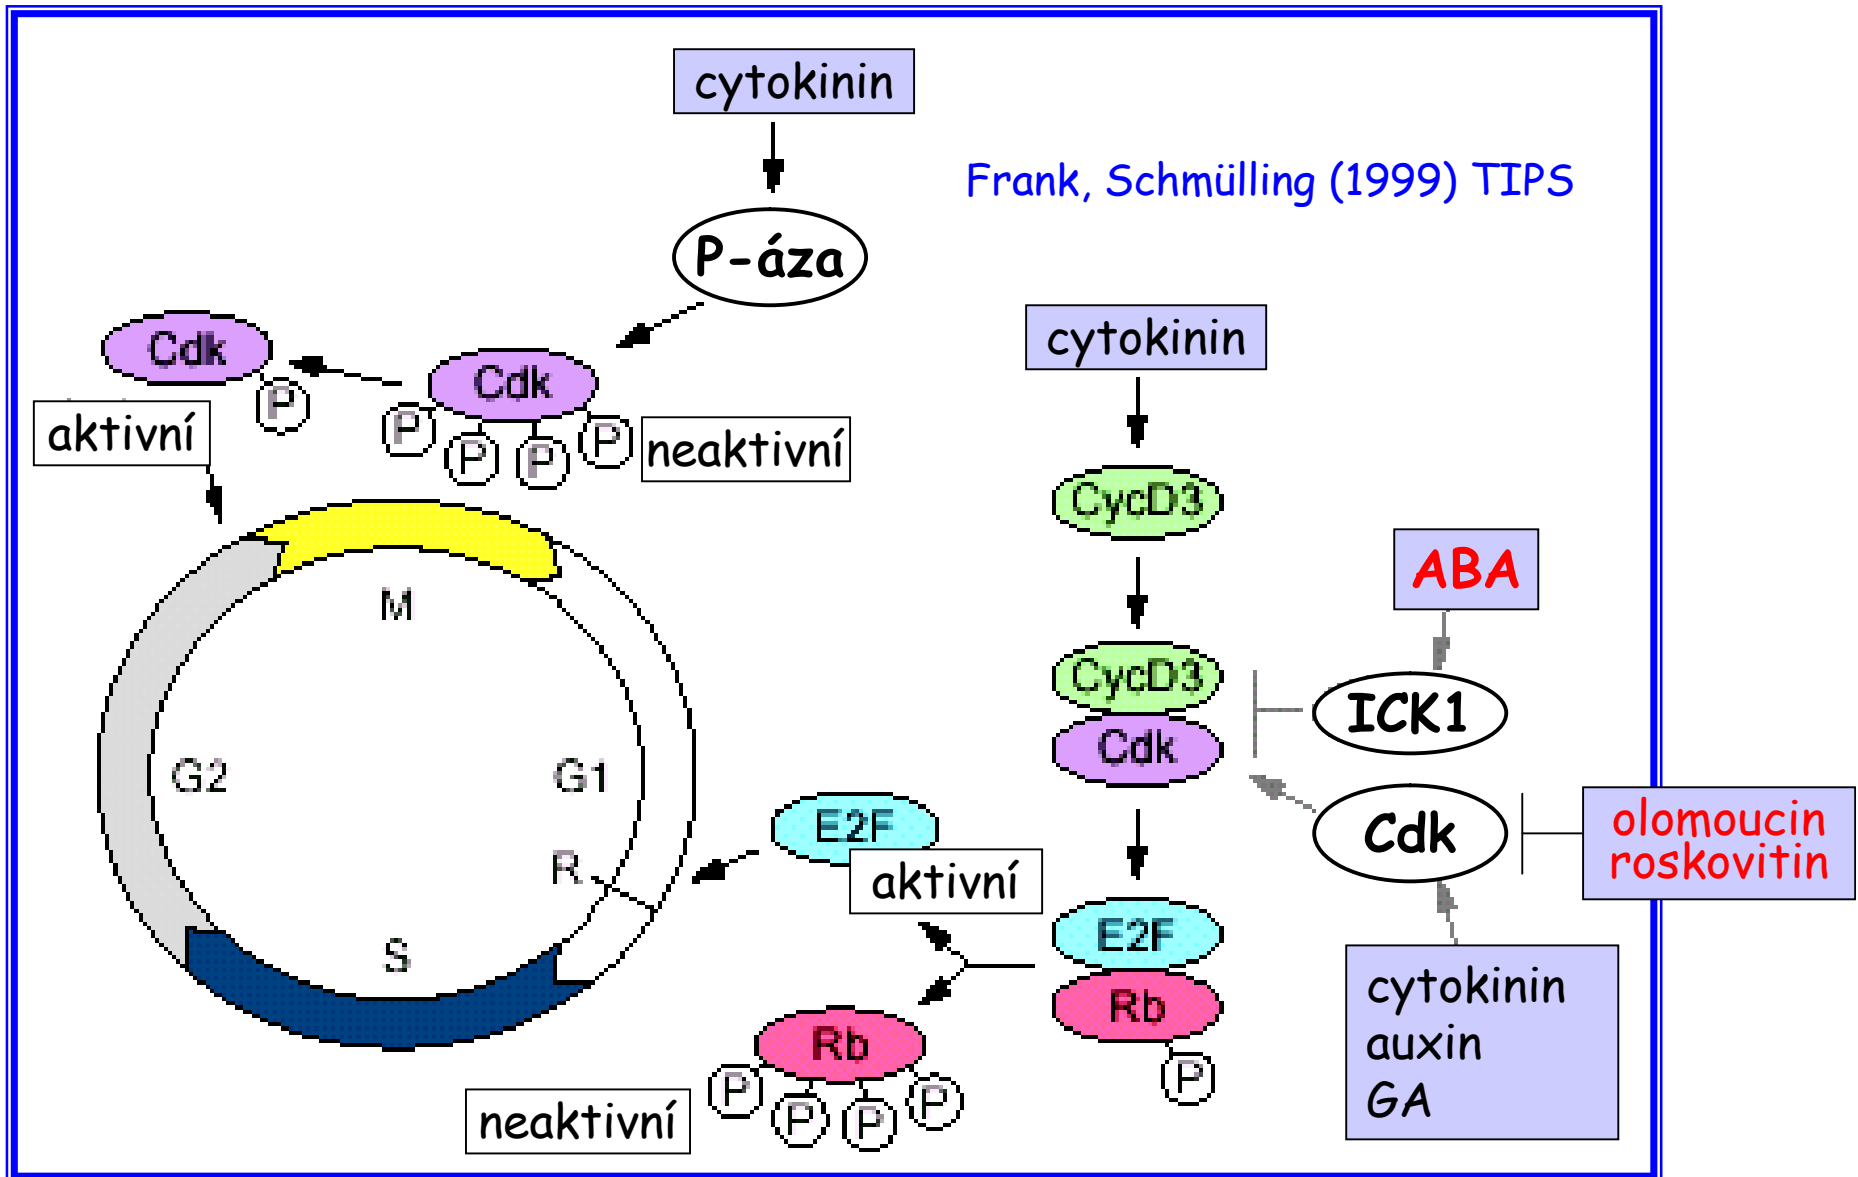 cytokinin
Frank, Schmülling (1999) TIPS
P-áza
cytokinin
Cdk
P
aktivní
Cdk
P
P
P
P
neaktivní
CycD3
ABA
M
CycD3
Cdk
ICK1
G2
G1
E2F
aktivní
Cdk
olomoucin
roskovitin
R
S
E2F
Rb
P
cytokinin
auxin
GA
Rb
P
P
P
P
neaktivní